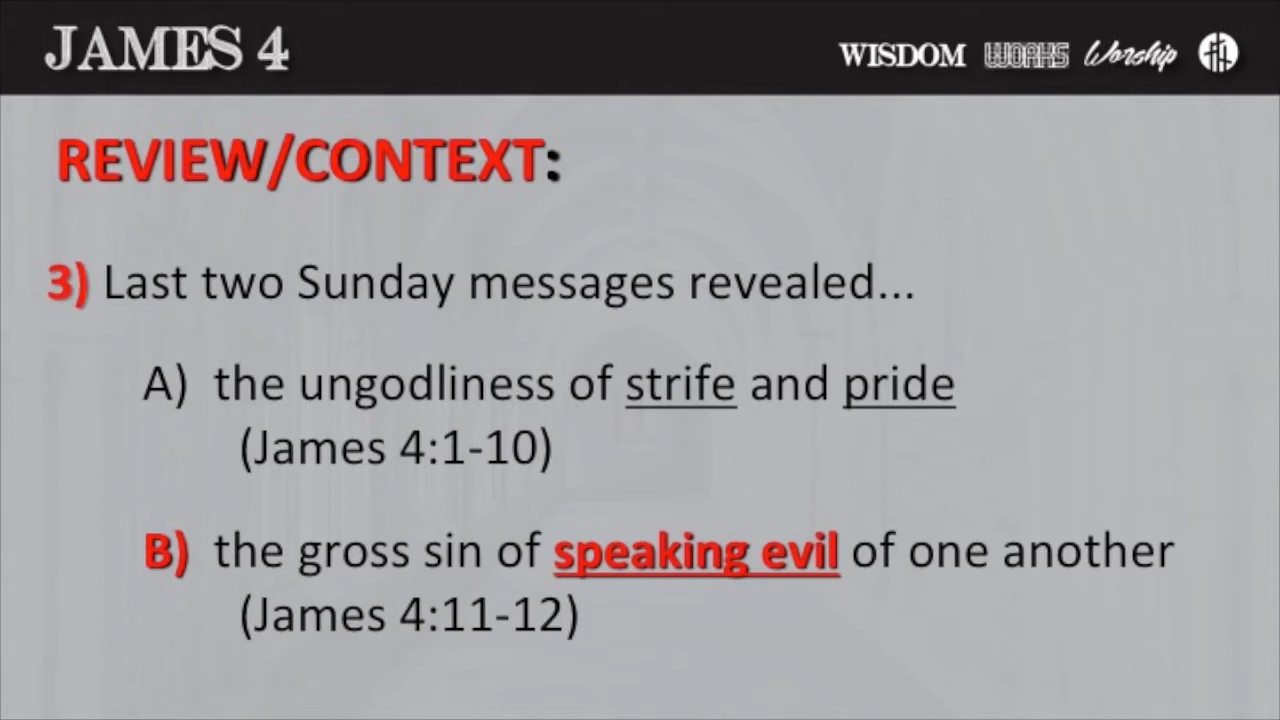 JAMES 4
WISDOM WORKS Worship
REVIEW/CONTEXT:
3) Last two Sunday messages revealed...
A) the ungodliness of strife and pride
(James 4:1-10)
B) the gross sin of speaking evil of one another
(James 4:11-12)